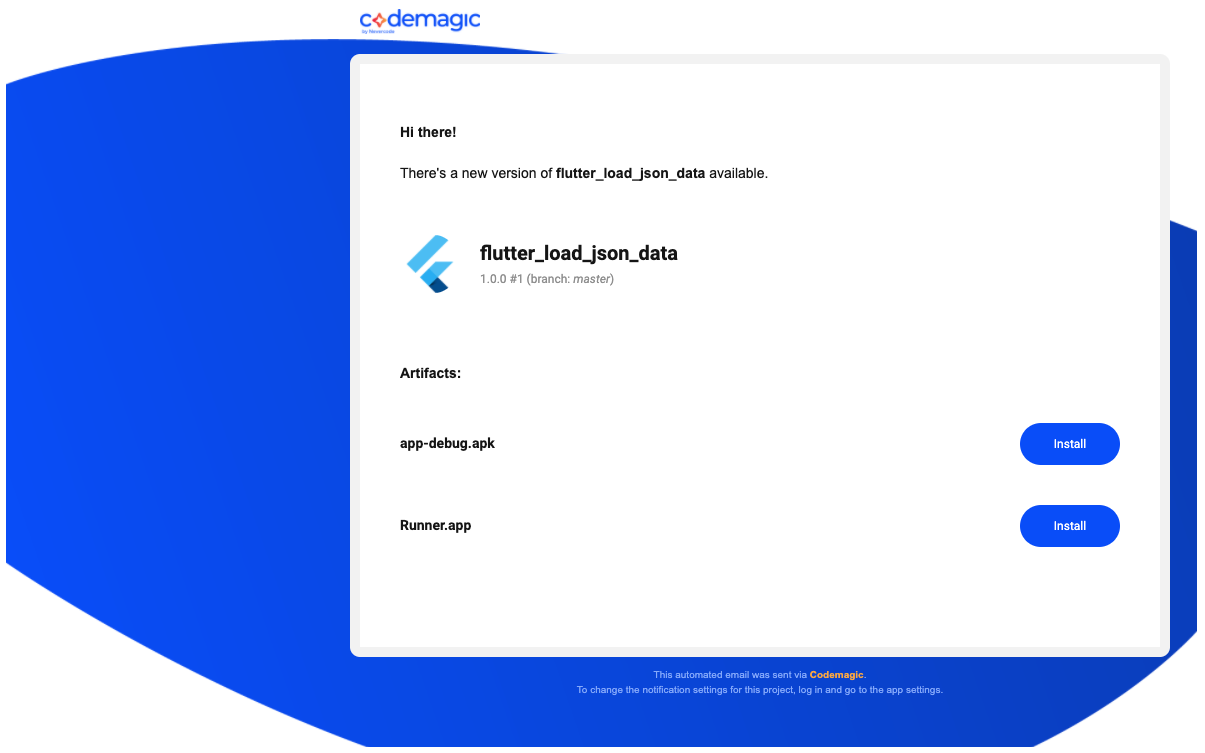 codemagic
by Nevercode
Hi there!
There's a new version of flutter_load_json_data available.
flutter_load_json_data
1.0.0 #1 (branch: master)
Artifacts:
app-debug.apk
Install
Runner.app
Install
This automated email was sent via Codemagic.
To change the notification settings for this project, log in and go to the app settings.